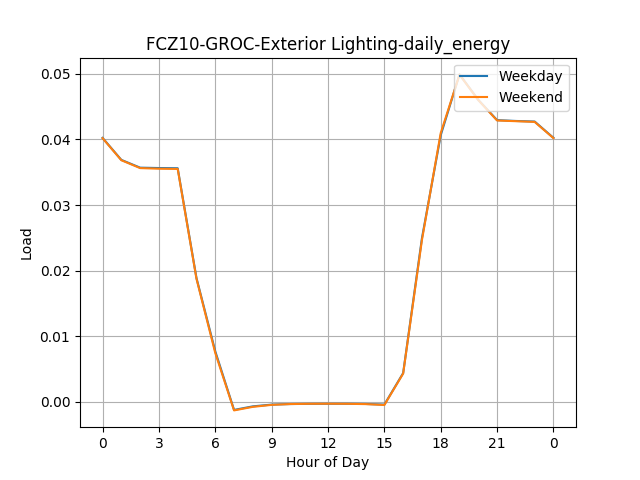 FCZ10-GROC-Exterior Lighting-daily_energy
Weekday
Weekend
0.05
0.04
0.03
0.02
0.01
0.00
Load
0 3 6 9 12 15 18 21 0
Hour of Day